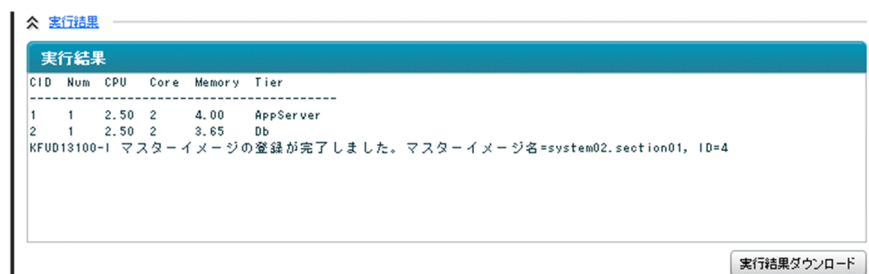 実行結果
実行結果
CID Num CPU Core Memory Tier
----------------------------------------
1 1 2.50 2 4.00 AppServer
2 1 2.50 2 3.65 Db
KFUD13100-I マスターイメージの登録が完了しました。マスターイメージ名=system02.section01, ID=4
実行結果ダウンロード